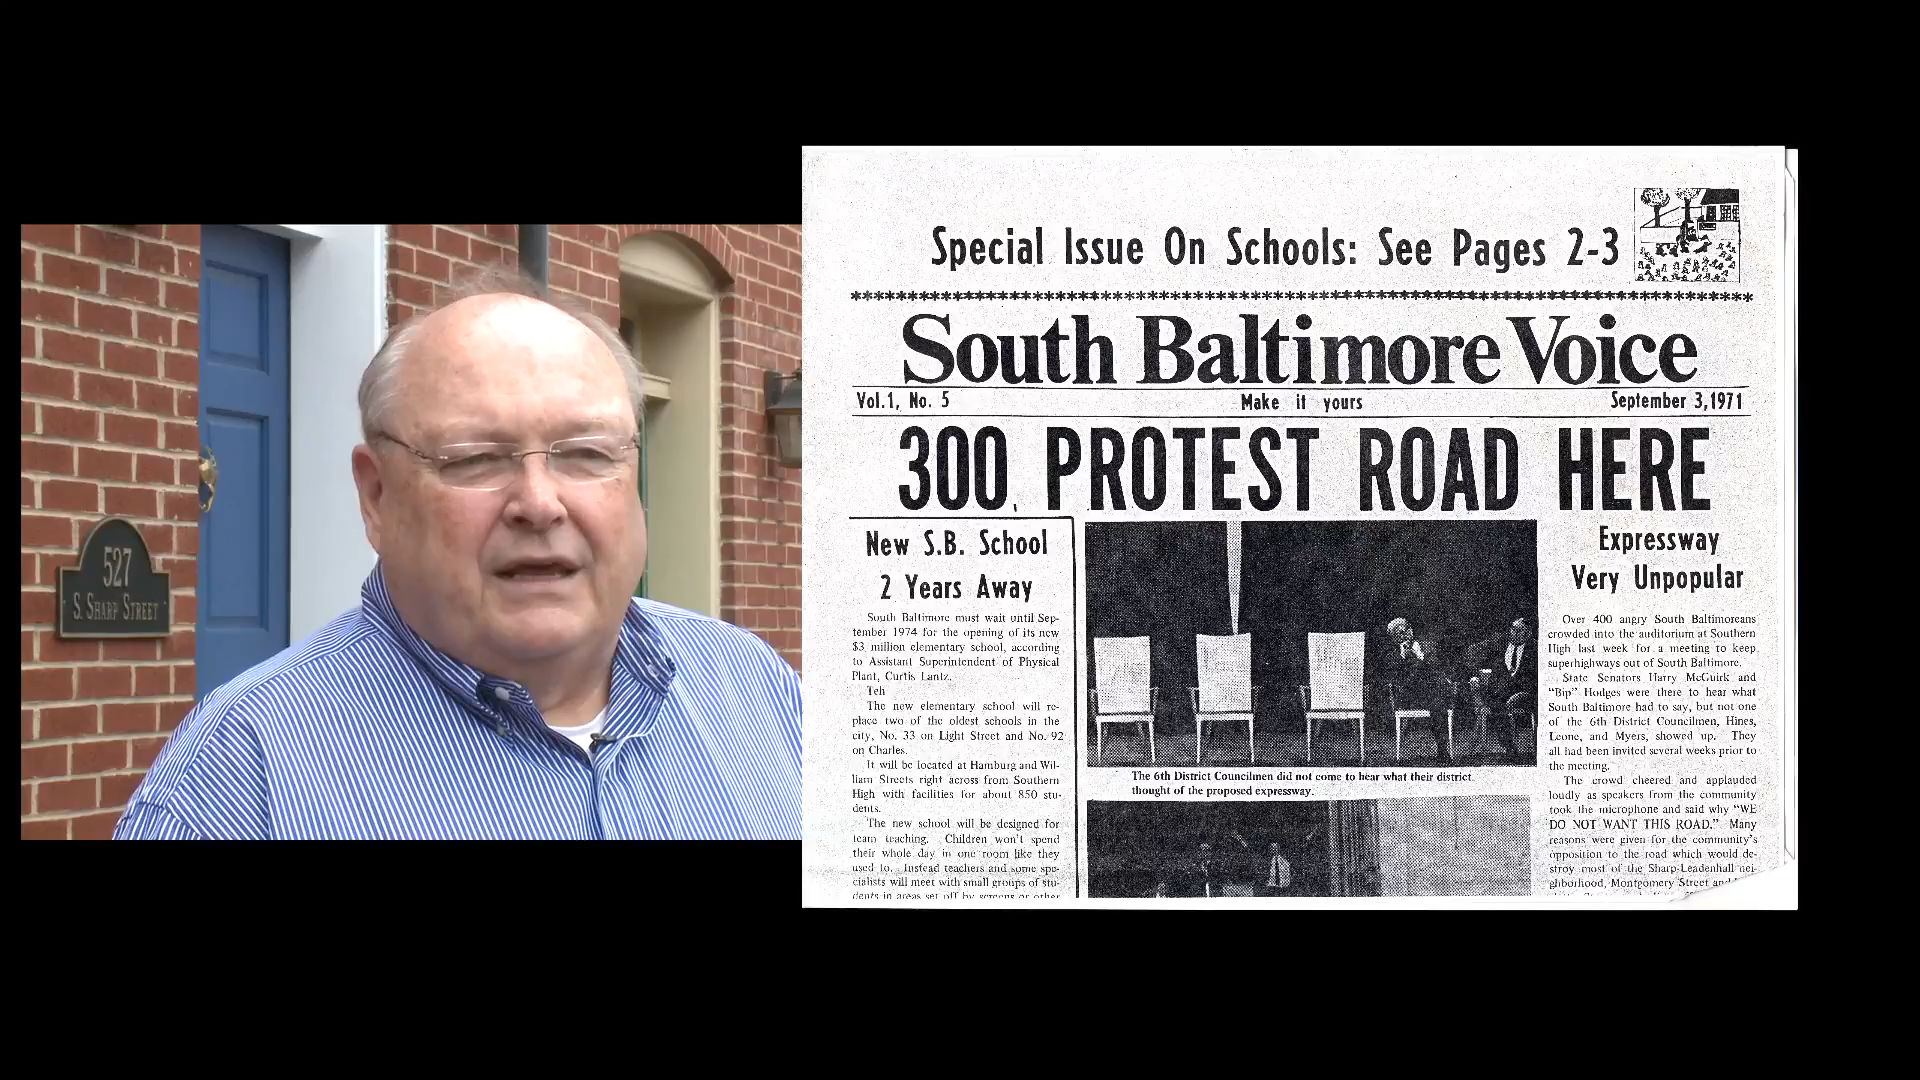 527
S. SHARP STREET
Special Issue On Schools: See Pages 2-3
*****************************************************************************
South Baltimore Voice
Vol.1, No. 5 Make it yours September 3,1971
300 PROTEST ROAD HERE
New S.B. School
2 Years Away
South Baltimore must wait until Sep-
tember 1974 for the opening of its new
$3 million elementary school, according
to Assistant Superintendent of Physical
Plant, Curtis Lantz.
Teh
The new elementary school will re-
place two of the oldest schools in the
city, No. 33 on Light Street and No. 92
on Charles.
It will be located at Hamburg and Wil-
liam Streets right across from Southern
High with facilities for about 850 stu-
dents.
The new school will be designed for
team teaching. Children won't spend
their whole day in one room like they
used to. Instead teachers and some spe-
cialists will meet with small groups of stu-
dents in areas set off by screens or other
The 6th District Councilmen did not come to hear what their district
thought of the proposed expressway.
Expressway
Very Unpopular
Over 400 angry South Baltimoreans
crowded into the auditorium at Southern
High last week for a meeting to keep
superhighways out of South Baltimore.
State Senators Harry McGuirk and
"Bip" Hodges were there to hear what
South Baltimore had to say, but not one
of the 6th District Councilmen, Hines,
Leone, and Myers, showed up. They
all had been invited several weeks prior to
the meeting.
The crowd cheered and applauded
loudly as speakers from the community
took the microphone and said why "WE
DO NOT WANT THIS ROAD." Many
reasons were given for the community's
opposition to the road which would de-
stroy most of the Sharp-Leadenhall nei-
ghborhood, Montgomery Street and